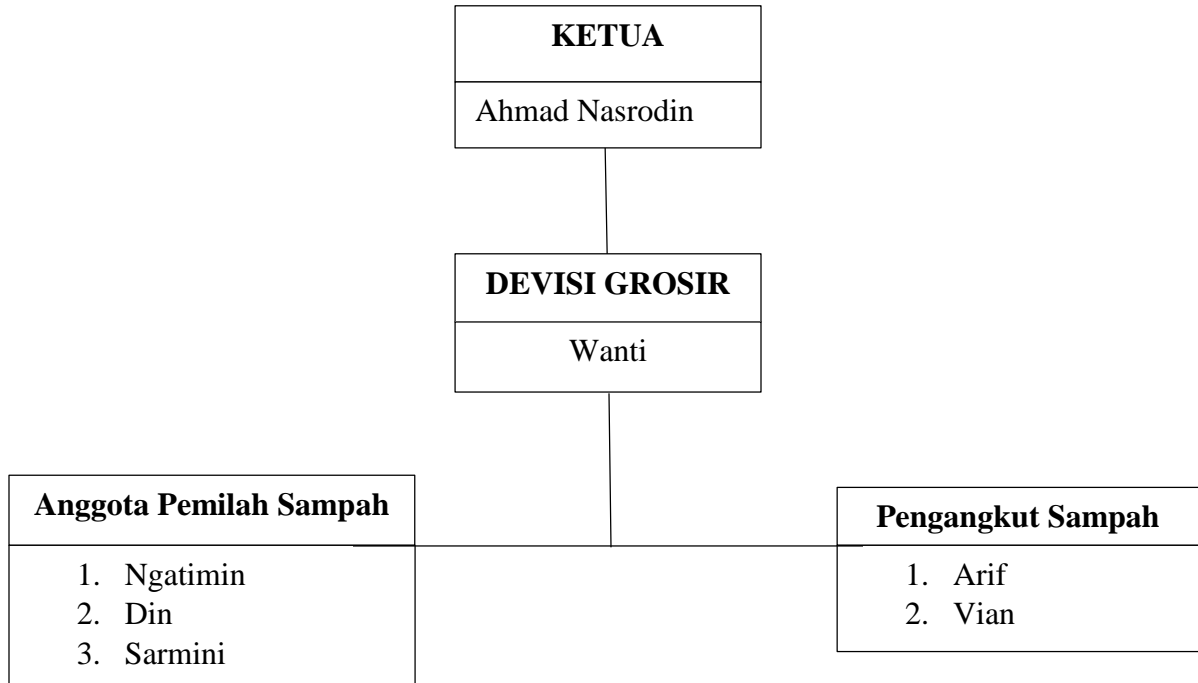 KETUA
Ahmad Nasrodin
DEVISI GROSIR
Wanti
Anggota Pemilah Sampah
1. Ngatimin
2. Din
3. Sarmini
Pengangkut Sampah
1. Arif
2. Vian